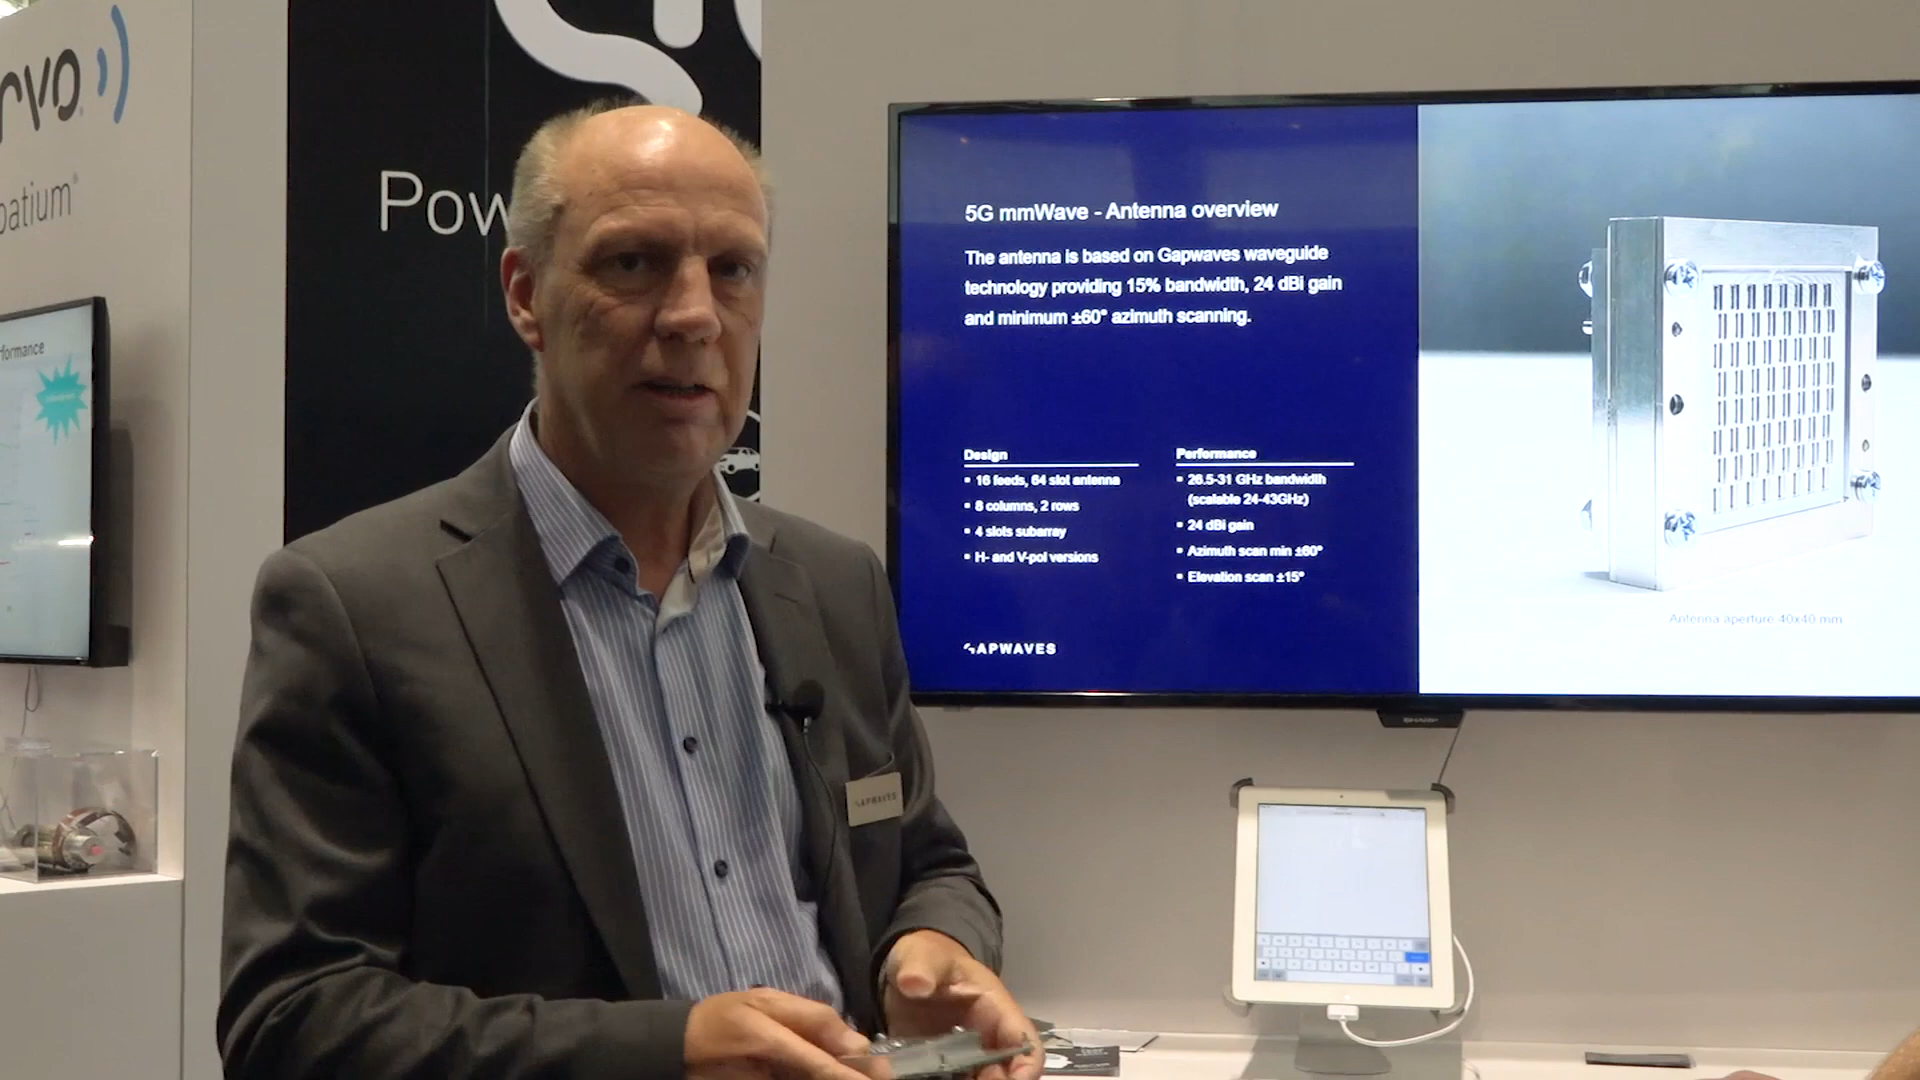 rvo
patium®
formance
Pow
5G mmWave - Antenna overview
The antenna is based on Gapwaves waveguide
technology providing 15% bandwidth, 24 dBi gain
and minimum ±60° azimuth scanning.
Design
▪ 16 feeds, 64 slot antenna
▪ 8 columns, 2 rows
▪ 4 slots subarray
▪ H- and V-pol versions
Performance
▪ 26.5-31 GHz bandwidth
(scalable 24-43GHz)
▪ 24 dBi gain
▪ Azimuth scan min ±60°
▪ Elevation scan ±15°
GAPWAVES
Antenna aperture 40x40 mm
SHARP
GAPWAVES